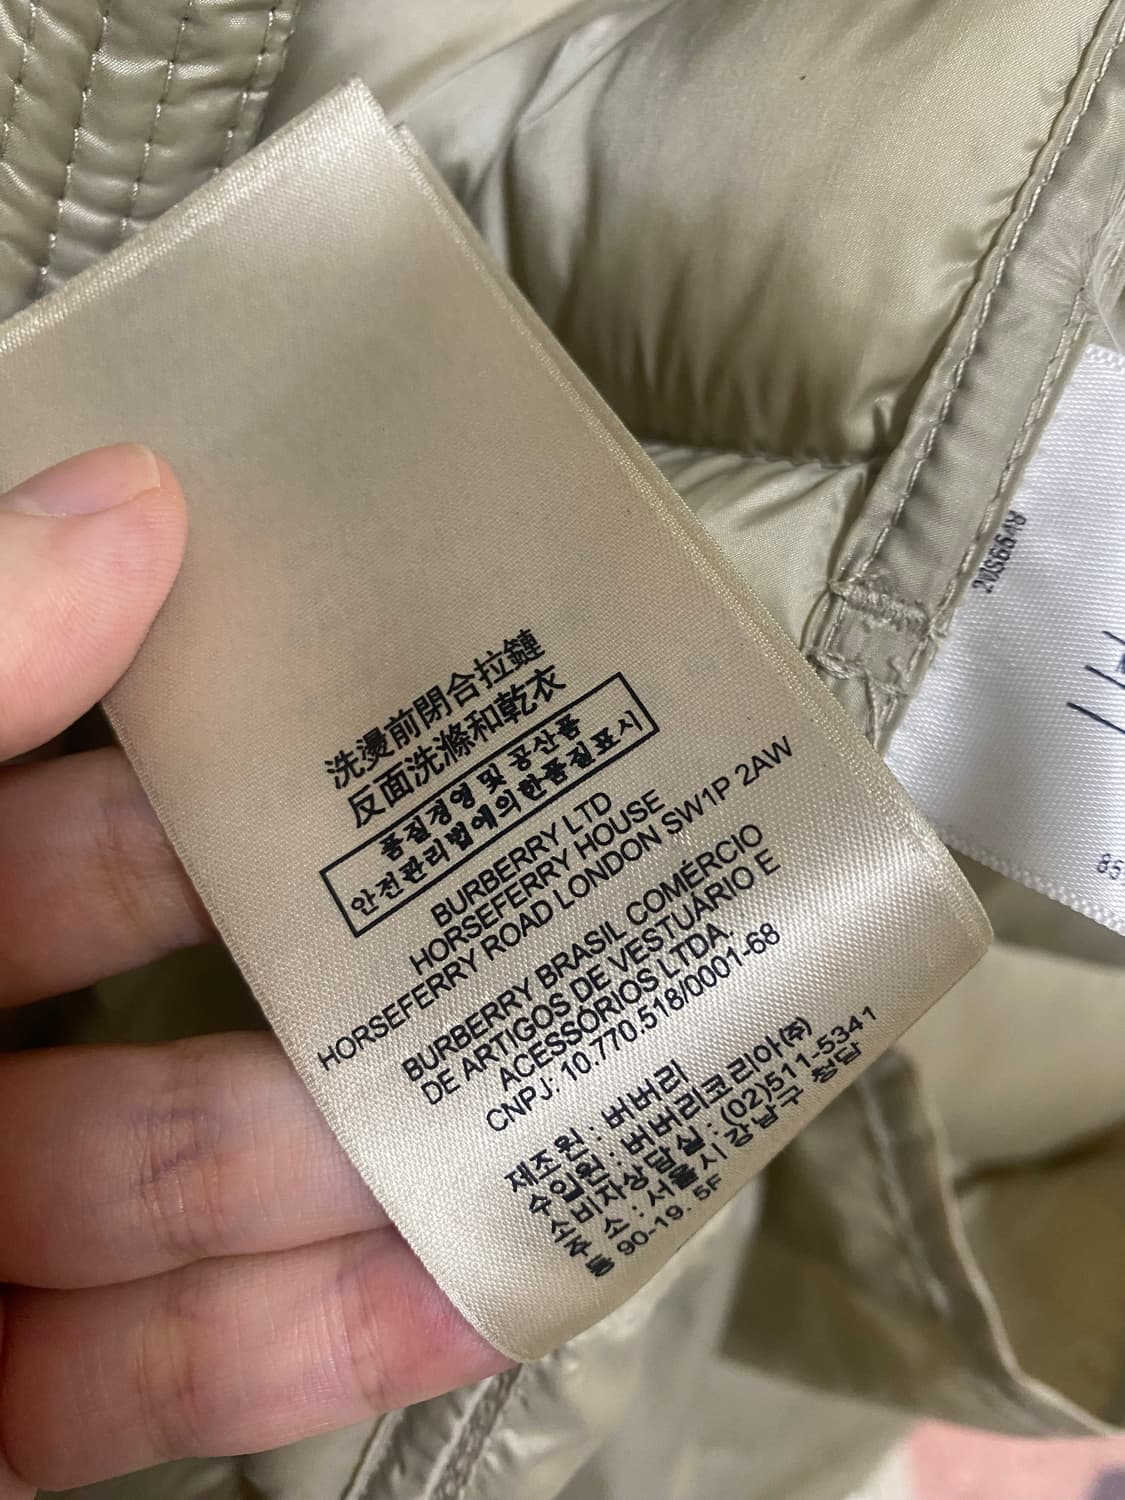 洗燙前閉合拉鏈
反面洗滌和乾衣
품질경영 및 공산품
안전관리법에의한품질표시
BURBERRY LTD
HORSEFERRY HOUSE
HORSEFERRY ROAD LONDON SW1P 2AW
BURBERRY BRASIL COMÉRCIO
DE ARTIGOS DE VESTUÁRIO E
ACESSÓRIOS LTDA.
CNPJ: 10.770.518/0001-68
제조원 : 버버리
수입원 : 버버리코리아(주)
소비자상담실 : (02)511-5341
주 소 : 서울시 강남구 청담
동 90-19. 5F
85